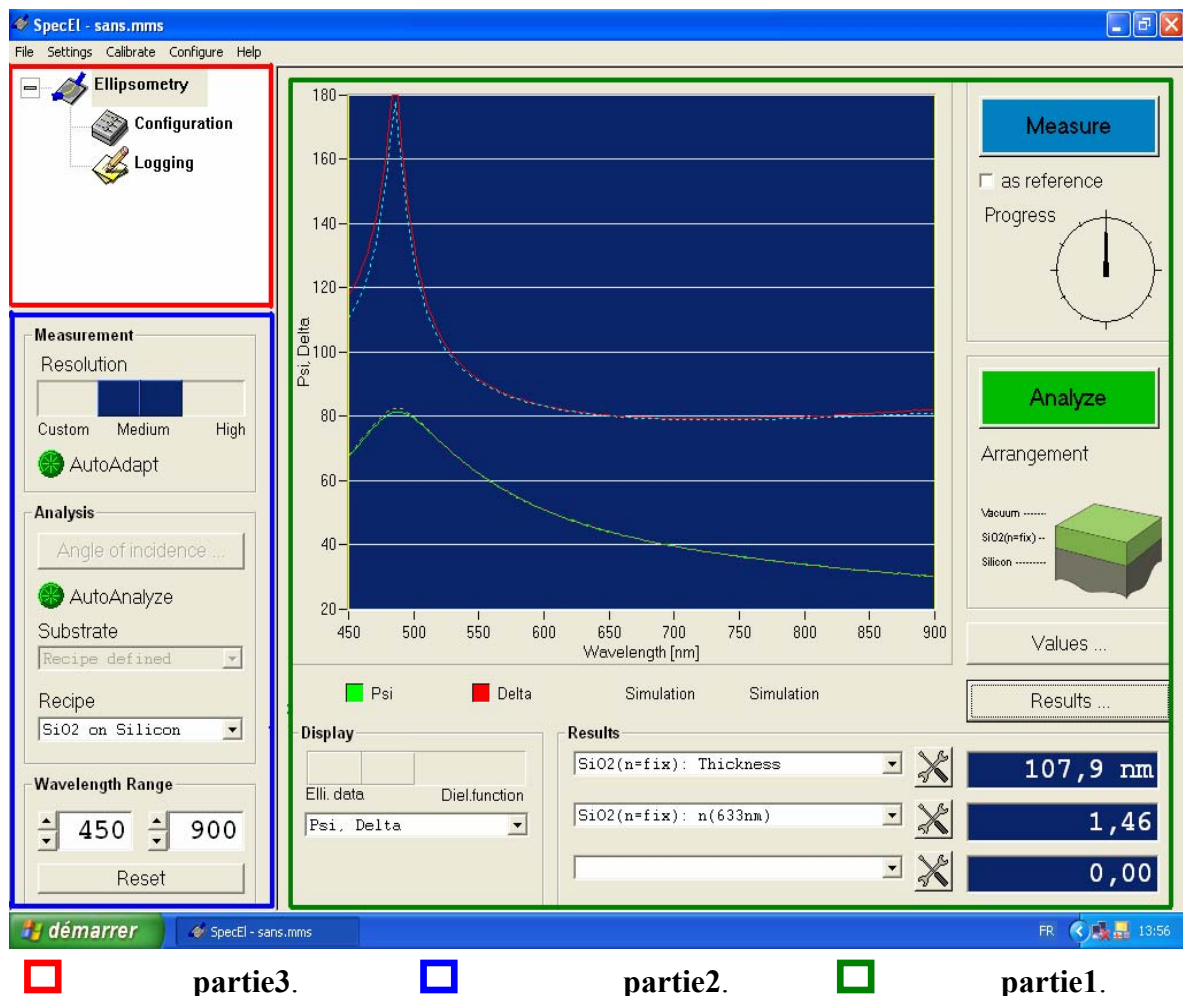 SpecEl - sans.mms
File Settings Calibrate Configure Help
Ellipsometry
Configuration
Logging
Measurement
Resolution
Custom Medium High
AutoAdapt
Analysis
Angle of incidence ...
AutoAnalyze
Substrate
Recipe defined
Recipe
SiO2 on Silicon
Wavelength Range
450 900
Reset
180
160
140
120
100
80
60
40
20
Psi, Delta
450 500 550 600 650 700 750 800 850 900
Wavelength [nm]
Psi Delta Simulation Simulation
Display
Elli. data Diel.function
Psi, Delta
Results
SiO2(n=fix): Thickness
107,9 nm
SiO2(n=fix): n(633nm)
1,46
0,00
Measure
as reference
Progress
Analyze
Arrangement
Vacuum ------
SiO2(n=fix) --
Silicon ---------
Values ...
Results ...
démarrer
SpecEl - sans.mms
FR 13:56
partie3. partie2. partie1.